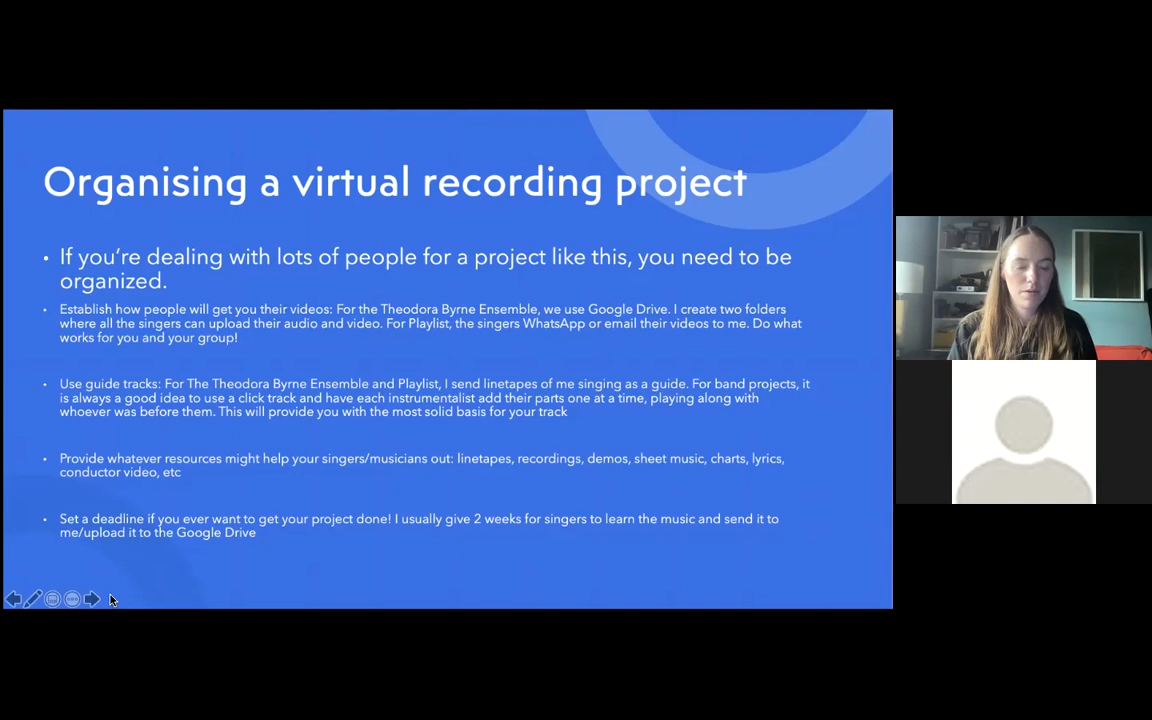 Organising a virtual recording project
• If you’re dealing with lots of people for a project like this, you need to be
organized.
• Establish how people will get you their videos: For the Theodora Byrne Ensemble, we use Google Drive. I create two folders
where all the singers can upload their audio and video. For Playlist, the singers WhatsApp or email their videos to me. Do what
works for you and your group!
• Use guide tracks: For The Theodora Byrne Ensemble and Playlist, I send linetapes of me singing as a guide. For band projects, it
is always a good idea to use a click track and have each instrumentalist add their parts one at a time, playing along with
whoever was before them. This will provide you with the most solid basis for your track
• Provide whatever resources might help your singers/musicians out: linetapes, recordings, demos, sheet music, charts, lyrics,
conductor video, etc
• Set a deadline if you ever want to get your project done! I usually give 2 weeks for singers to learn the music and send it to
me/upload it to the Google Drive